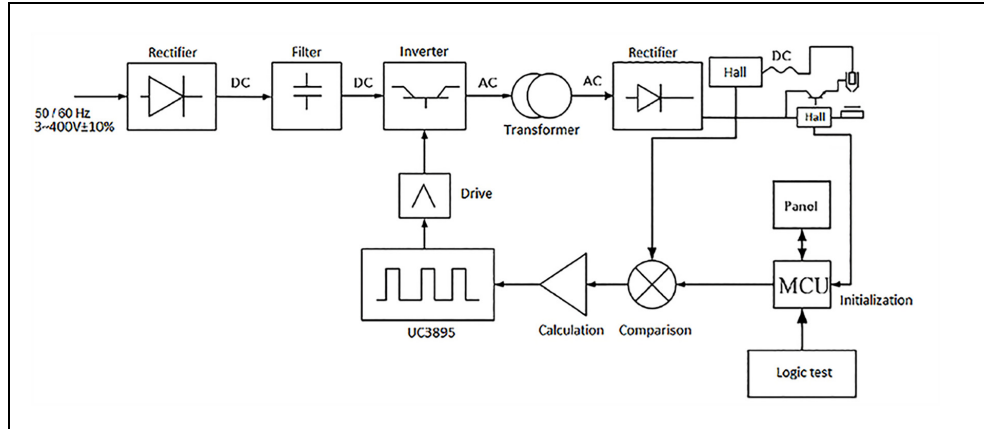 Rectifier
Filter
Inverter
Rectifier
Hall
DC
DC
DC
AC
AC
50 / 60 Hz
3~400V±10%
Transformer
Hall
Drive
Panel
MCU
Initialization
UC3895
Calculation
Comparison
Logic test